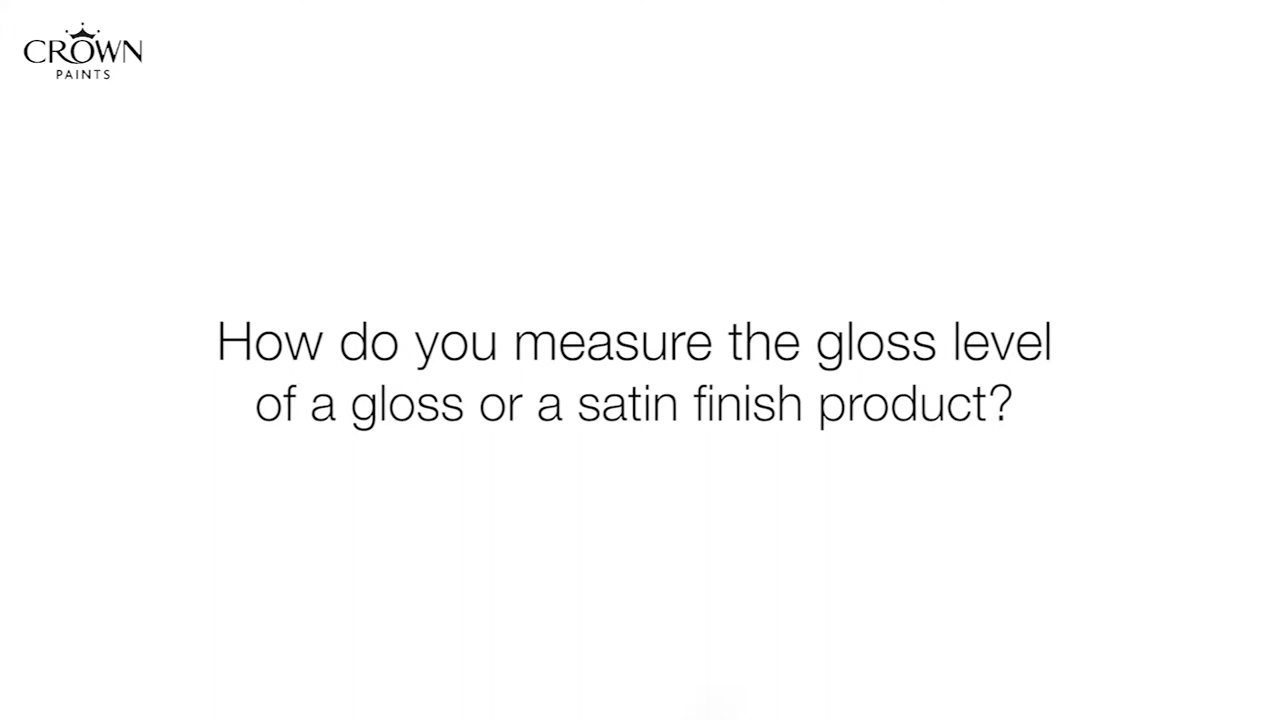 CROWN
PAINTS
How do you measure the gloss level
of a gloss or a satin finish product?